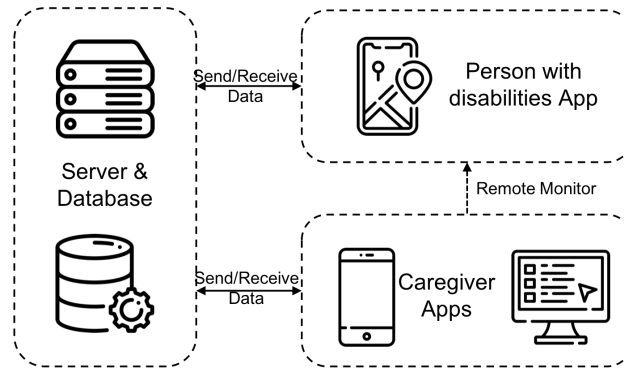 Server &
Database
Send/Receive
Data
Person with
disabilities App
Remote Monitor
Send/Receive
Data
Caregiver
Apps